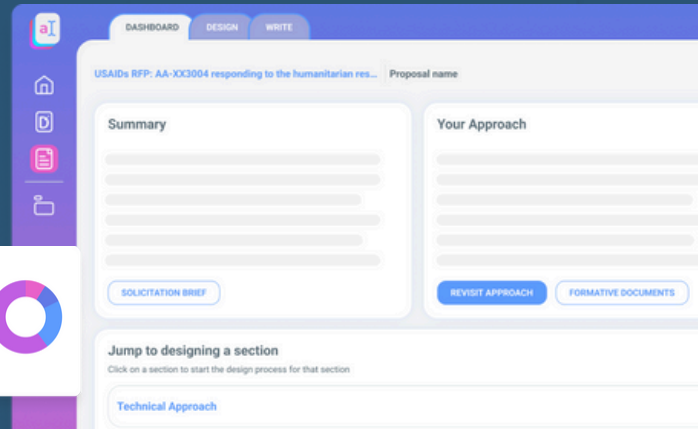 aI
DASHBOARD
DESIGN
WRITE
USAIDs RFP: AA-XX3004 responding to the humanitarian res...
Proposal name
Summary
Your Approach
SOLICITATION BRIEF
REVISIT APPROACH
FORMATIVE DOCUMENTS
Jump to designing a section
Click on a section to start the design process for that section
Technical Approach